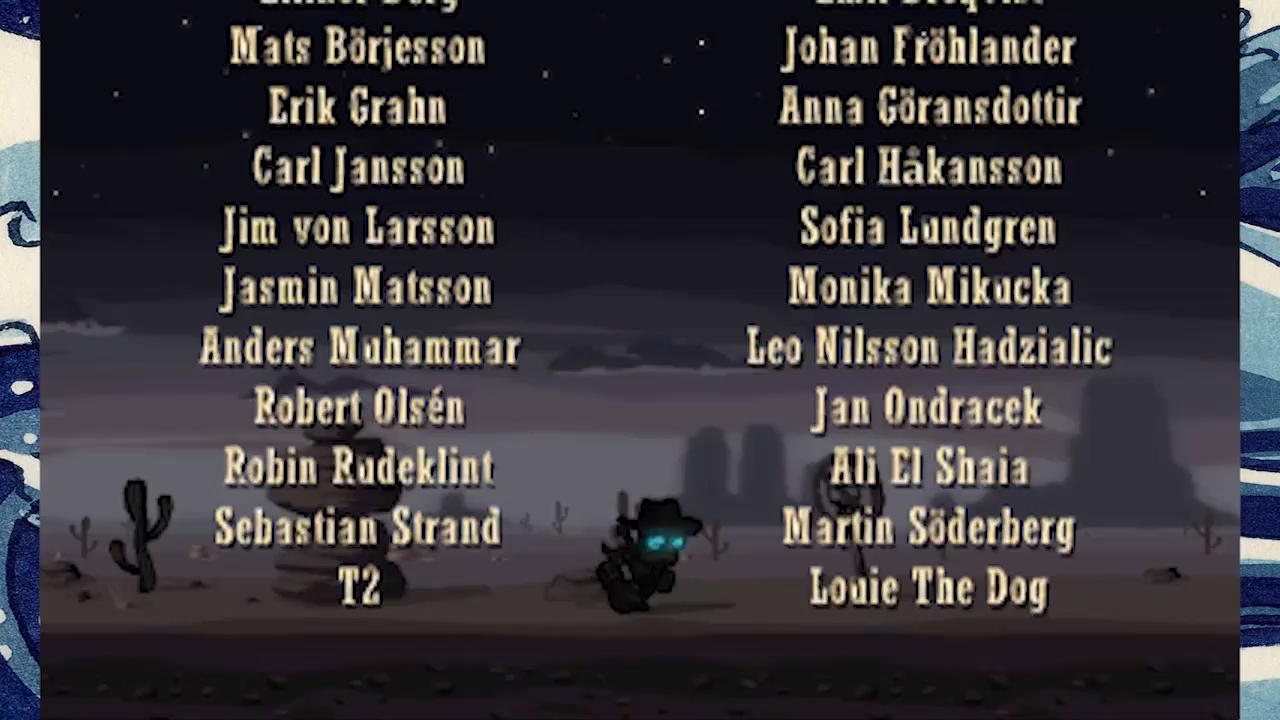 Mats Börjesson
Johan Fröhlander
Erik Grahn
Anna Göransdottir
Carl Jansson
Carl Håkansson
Jim von Larsson
Sofia Lundgren
Jasmin Matsson
Monika Mikucka
Anders Muhammar
Leo Nilsson Hadzialic
Robert Olsén
Jan Ondracek
Robin Rudeklint
Ali El Shaia
Sebastian Strand
Martin Söderberg
T2
Louie The Dog